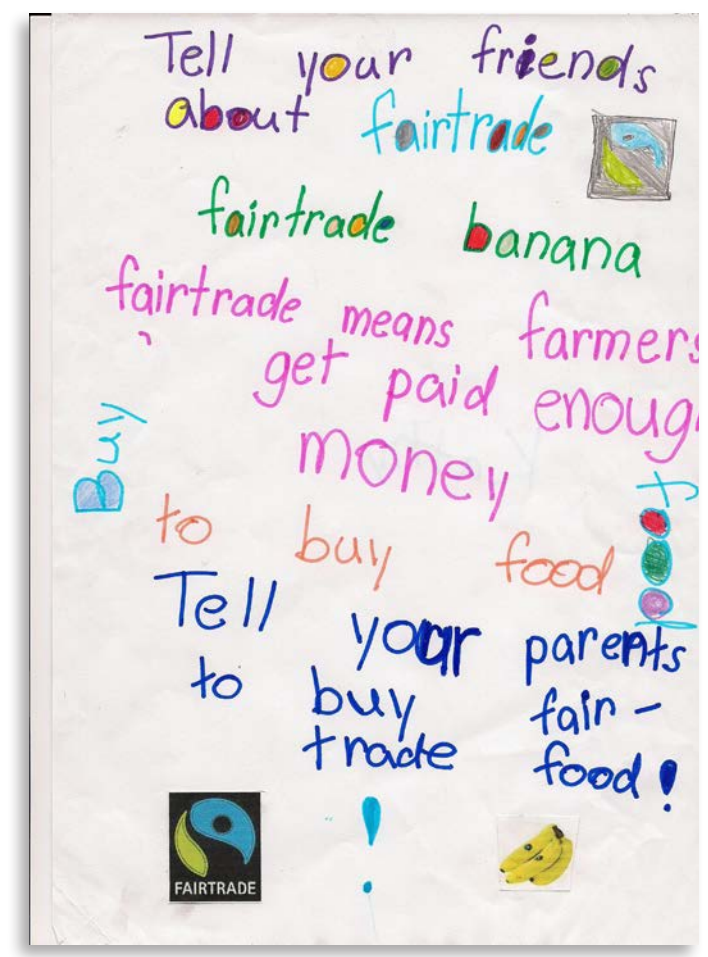 Tell your friends
about fairtrade
fairtrade banana
fairtrade means farmers
get paid enoug
money
Buy
to buy food
food
Tell your parents
to buy fair-
trade food!
!
FAIRTRADE